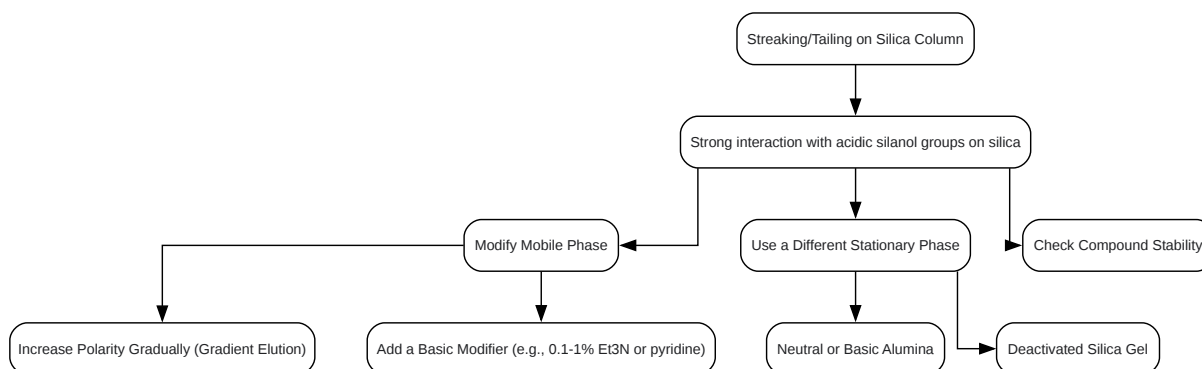 Streaking/Tailing on Silica Column
Strong interaction with acidic silanol groups on silica
Modify Mobile Phase
Use a Different Stationary Phase
Check Compound Stability
Increase Polarity Gradually (Gradient Elution)
Add a Basic Modifier (e.g., 0.1-1% Et3N or pyridine)
Neutral or Basic Alumina
Deactivated Silica Gel